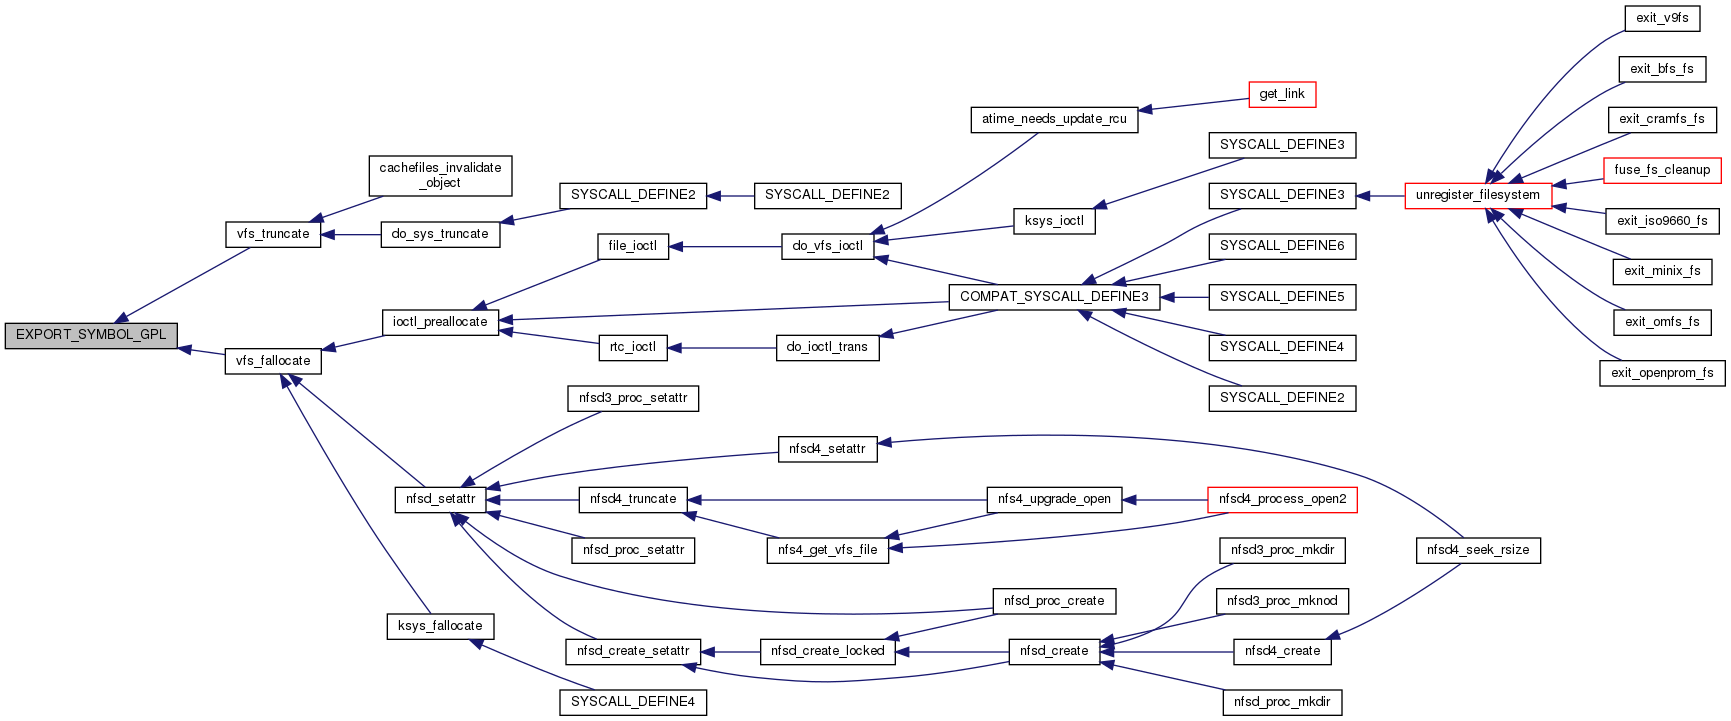 exit_v9fs
exit_bfs_fs
get_link
atime_needs_update_rcu
exit_cramfs_fs
SYSCALL_DEFINE3
cachefiles_invalidate
_object
fuse_fs_cleanup
SYSCALL_DEFINE2
SYSCALL_DEFINE2
SYSCALL_DEFINE3
unregister_filesystem
ksys_ioctl
exit_iso9660_fs
vfs_truncate
do_sys_truncate
file_ioctl
do_vfs_ioctl
SYSCALL_DEFINE6
exit_minix_fs
COMPAT_SYSCALL_DEFINE3
SYSCALL_DEFINE5
ioctl_preallocate
exit_omfs_fs
EXPORT_SYMBOL_GPL
rtc_ioctl
do_ioctl_trans
SYSCALL_DEFINE4
vfs_fallocate
exit_openprom_fs
nfsd3_proc_setattr
SYSCALL_DEFINE2
nfsd4_setattr
nfsd_setattr
nfsd4_truncate
nfs4_upgrade_open
nfsd4_process_open2
nfsd_proc_setattr
nfs4_get_vfs_file
nfsd3_proc_mkdir
nfsd4_seek_rsize
nfsd_proc_create
nfsd3_proc_mknod
ksys_fallocate
nfsd_create_setattr
nfsd_create_locked
nfsd_create
nfsd4_create
SYSCALL_DEFINE4
nfsd_proc_mkdir